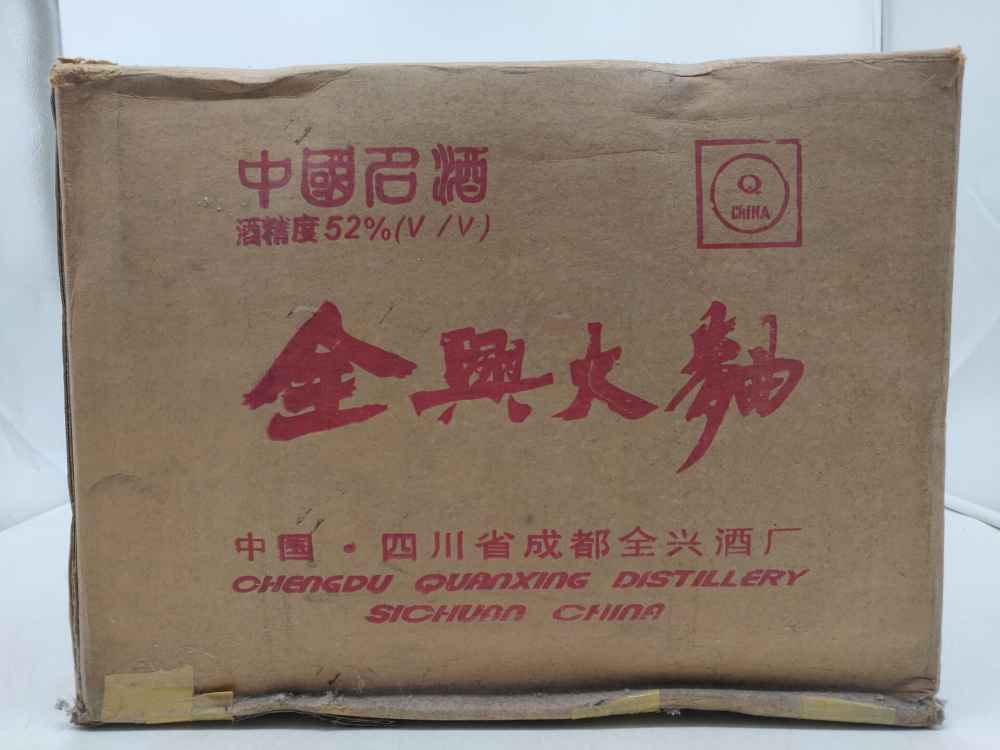 中國名酒
酒精度52%(V/V)
Q
CHINA
全興大麯
中国·四川省成都全兴酒厂
CHENGDU QUANXING DISTILLERY
SICHUAN CHINA